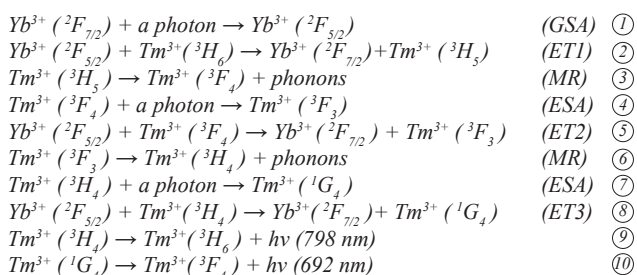 Yb³⁺ ( ²F₇/₂) + a photon → Yb³⁺ (²F₅/₂) (GSA) ①
Yb³⁺ ( ²F₅/₂) + Tm³⁺(³H₆) → Yb³⁺ ( ²F₇/₂)+Tm³⁺ ( ³H₅) (ET1) ②
Tm³⁺ ( ³H₅) → Tm³⁺ ( ³F₄) + phonons (MR) ③
Tm³⁺ ( ³F₄) + a photon → Tm³⁺ ( ³F₃) (ESA) ④
Yb³⁺ ( ²F₅/₂) + Tm³⁺ ( ³F₄) → Yb³⁺ ( ²F₇/₂) + Tm³⁺ ( ³F₃) (ET2) ⑤
Tm³⁺ ( ³F₃) → Tm³⁺ ( ³H₄) + phonons (MR) ⑥
Tm³⁺ ( ³H₄) + a photon → Tm³⁺ ( ¹G₄) (ESA) ⑦
Yb³⁺ ( ²F₅/₂) + Tm³⁺ ( ³H₄) → Yb³⁺( ²F₇/₂)+ Tm³⁺ ( ¹G₄) (ET3) ⑧
Tm³⁺ ( ³H₄) → Tm³⁺ ( ³H₆) + hv (798 nm) ⑨
Tm³⁺ ( ¹G₄) → Tm³⁺ ( ³F₄) + hv (692 nm) ⑩